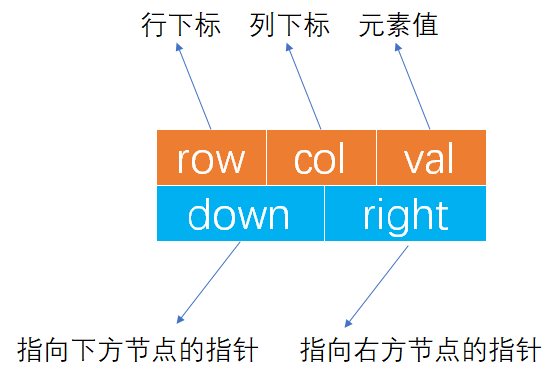 行下标 列下标 元素值
row col val
down right
指向下方节点的指针 指向右方节点的指针